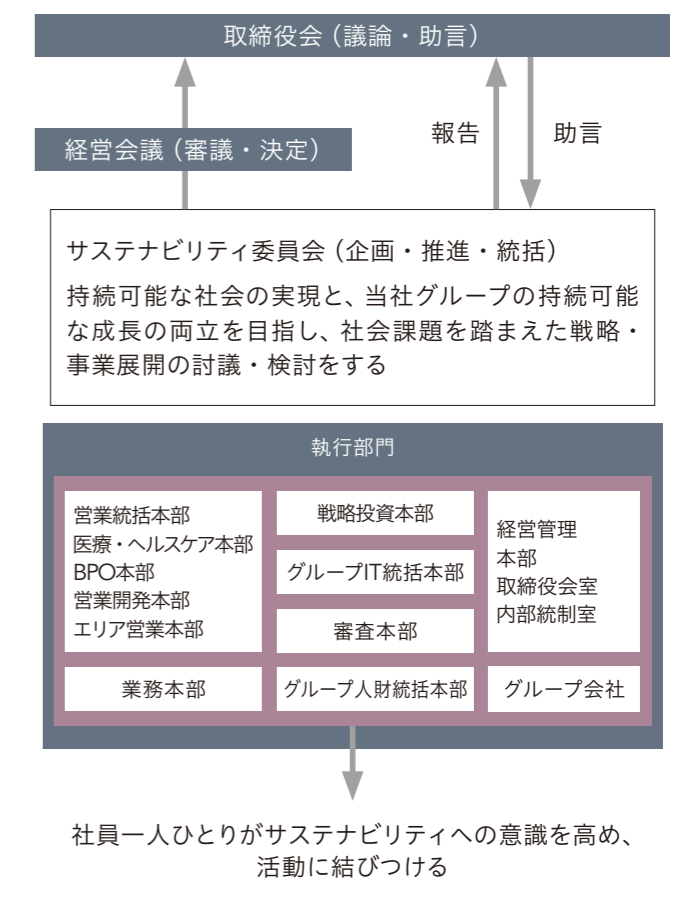 取締役会（議論・助言）
経営会議（審議・決定）
報告
助言
サステナビリティ委員会（企画・推進・統括）
持続可能な社会の実現と、当社グループの持続可能
な成長の両立を目指し、社会課題を踏まえた戦略・
事業展開の討議・検討をする
執行部門
営業統括本部
医療・ヘルスケア本部
BPO本部
営業開発本部
エリア営業本部
業務本部
戦略投資本部
グループIT統括本部
審査本部
グループ人財統括本部
経営管理
本部
取締役会室
内部統制室
グループ会社
社員一人ひとりがサステナビリティへの意識を高め、
活動に結びつける